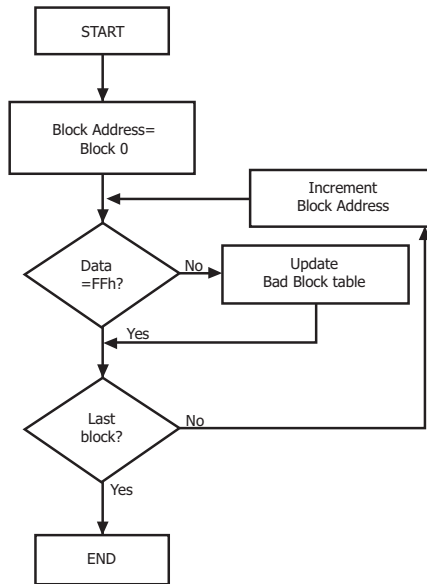 START
Block Address=
Block 0
Increment
Block Address
Data
=FFh?
No
Update
Bad Block table
Yes
Last
block?
No
Yes
END